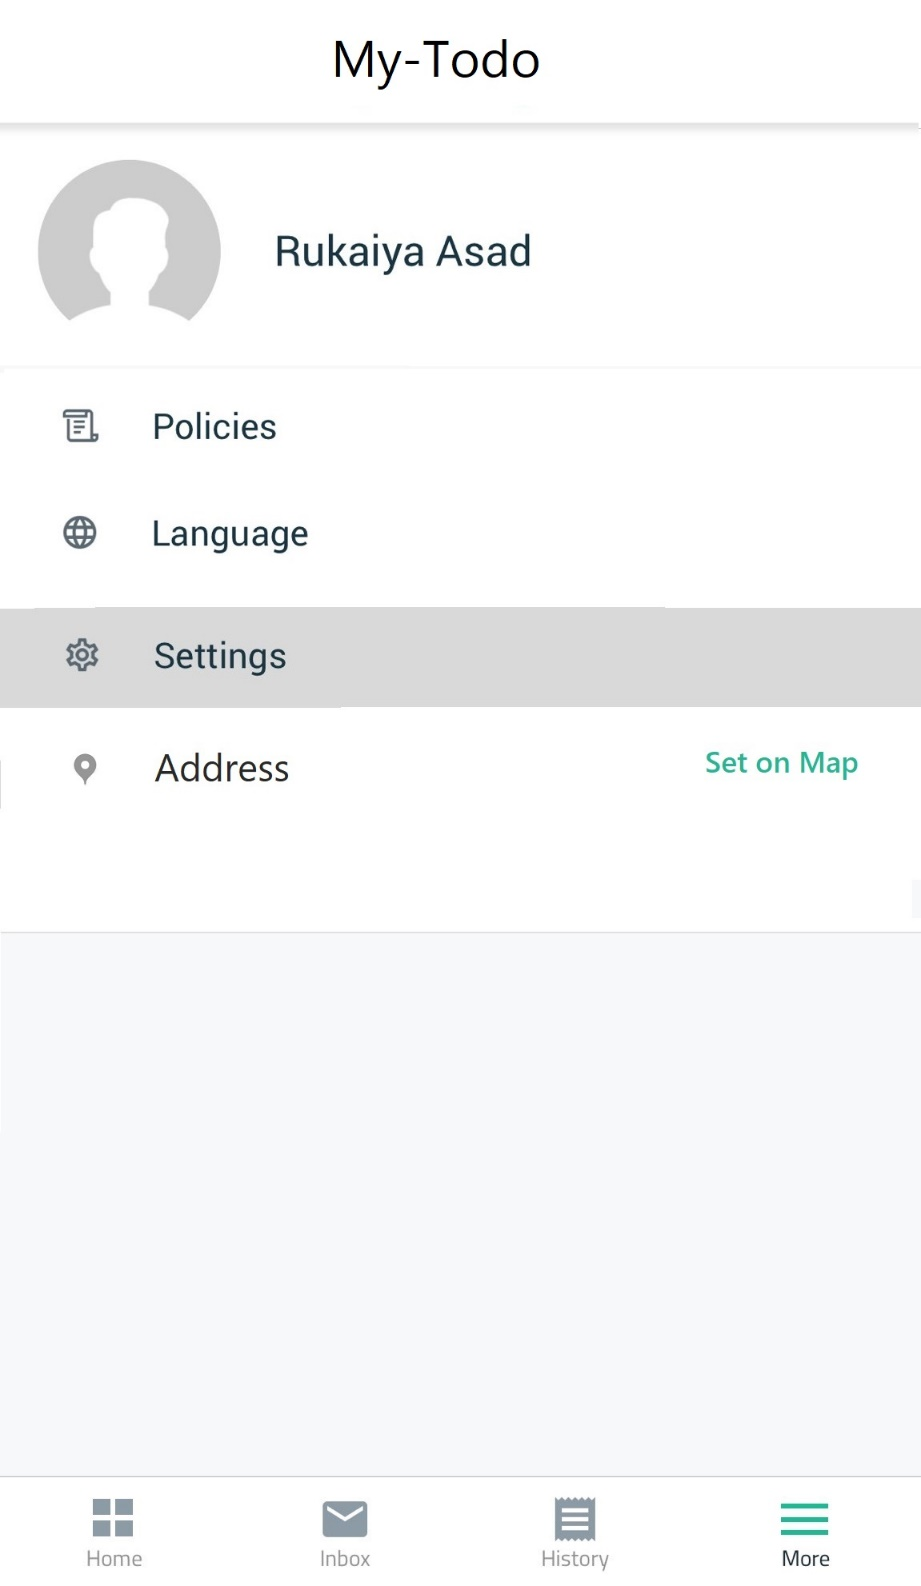 My-Todo
Rukaiya Asad
Policies
Language
Settings
Address
Set on Map
Home
Inbox
History
More